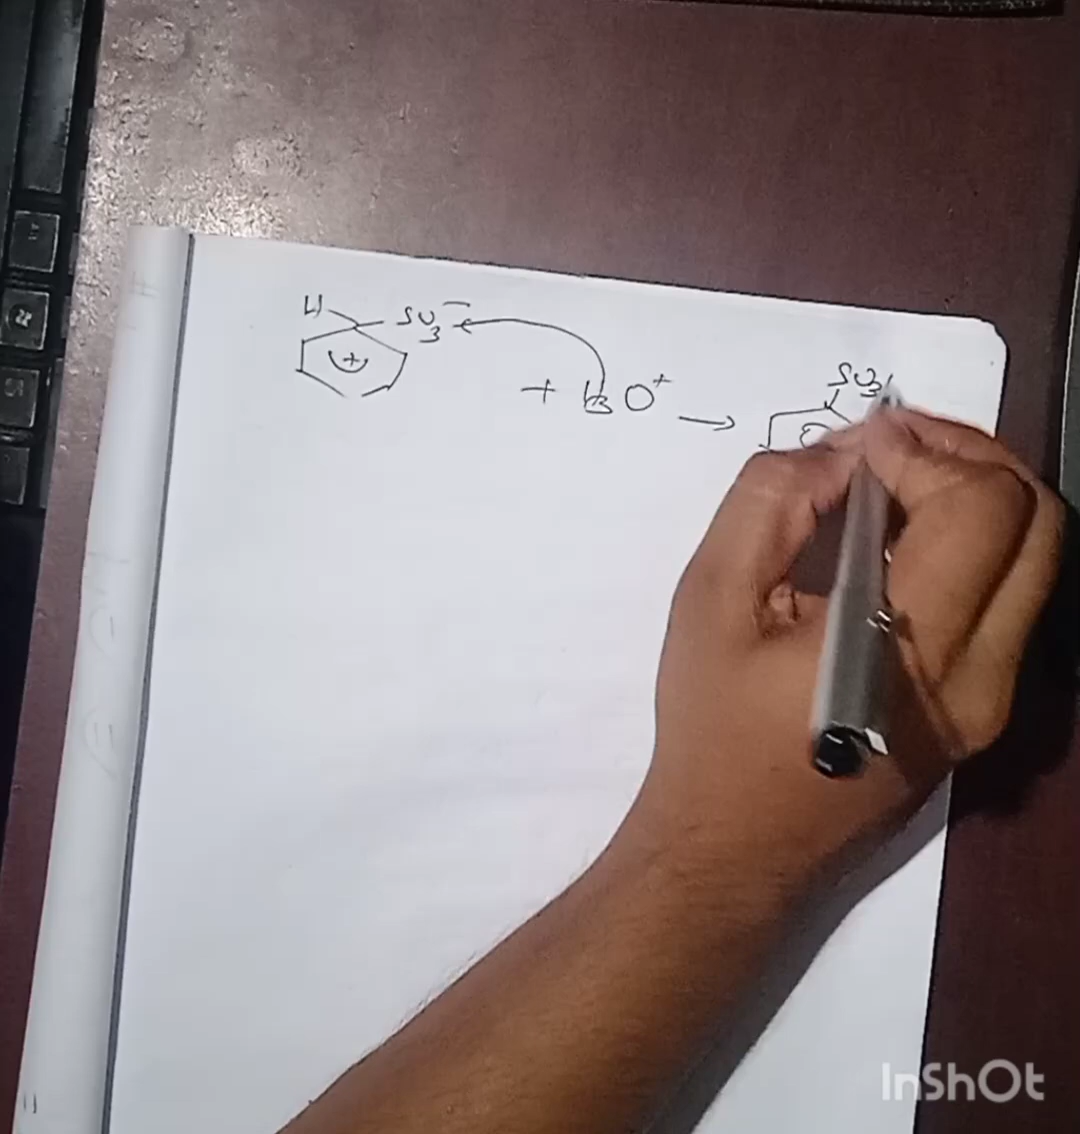 H SO3⁻
+ H3O⁺ →
SO3
InShOt